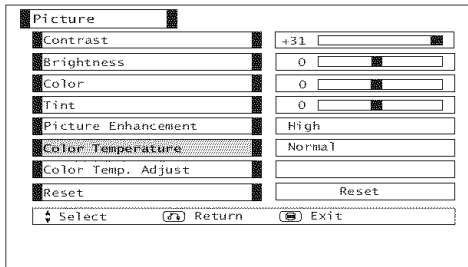 Picture
Contrast +31
Brightness 0
Color 0
Tint 0
Picture Enhancement High
Color Temperature Normal
Color Temp. Adjust
Reset Reset
Select Return Exit